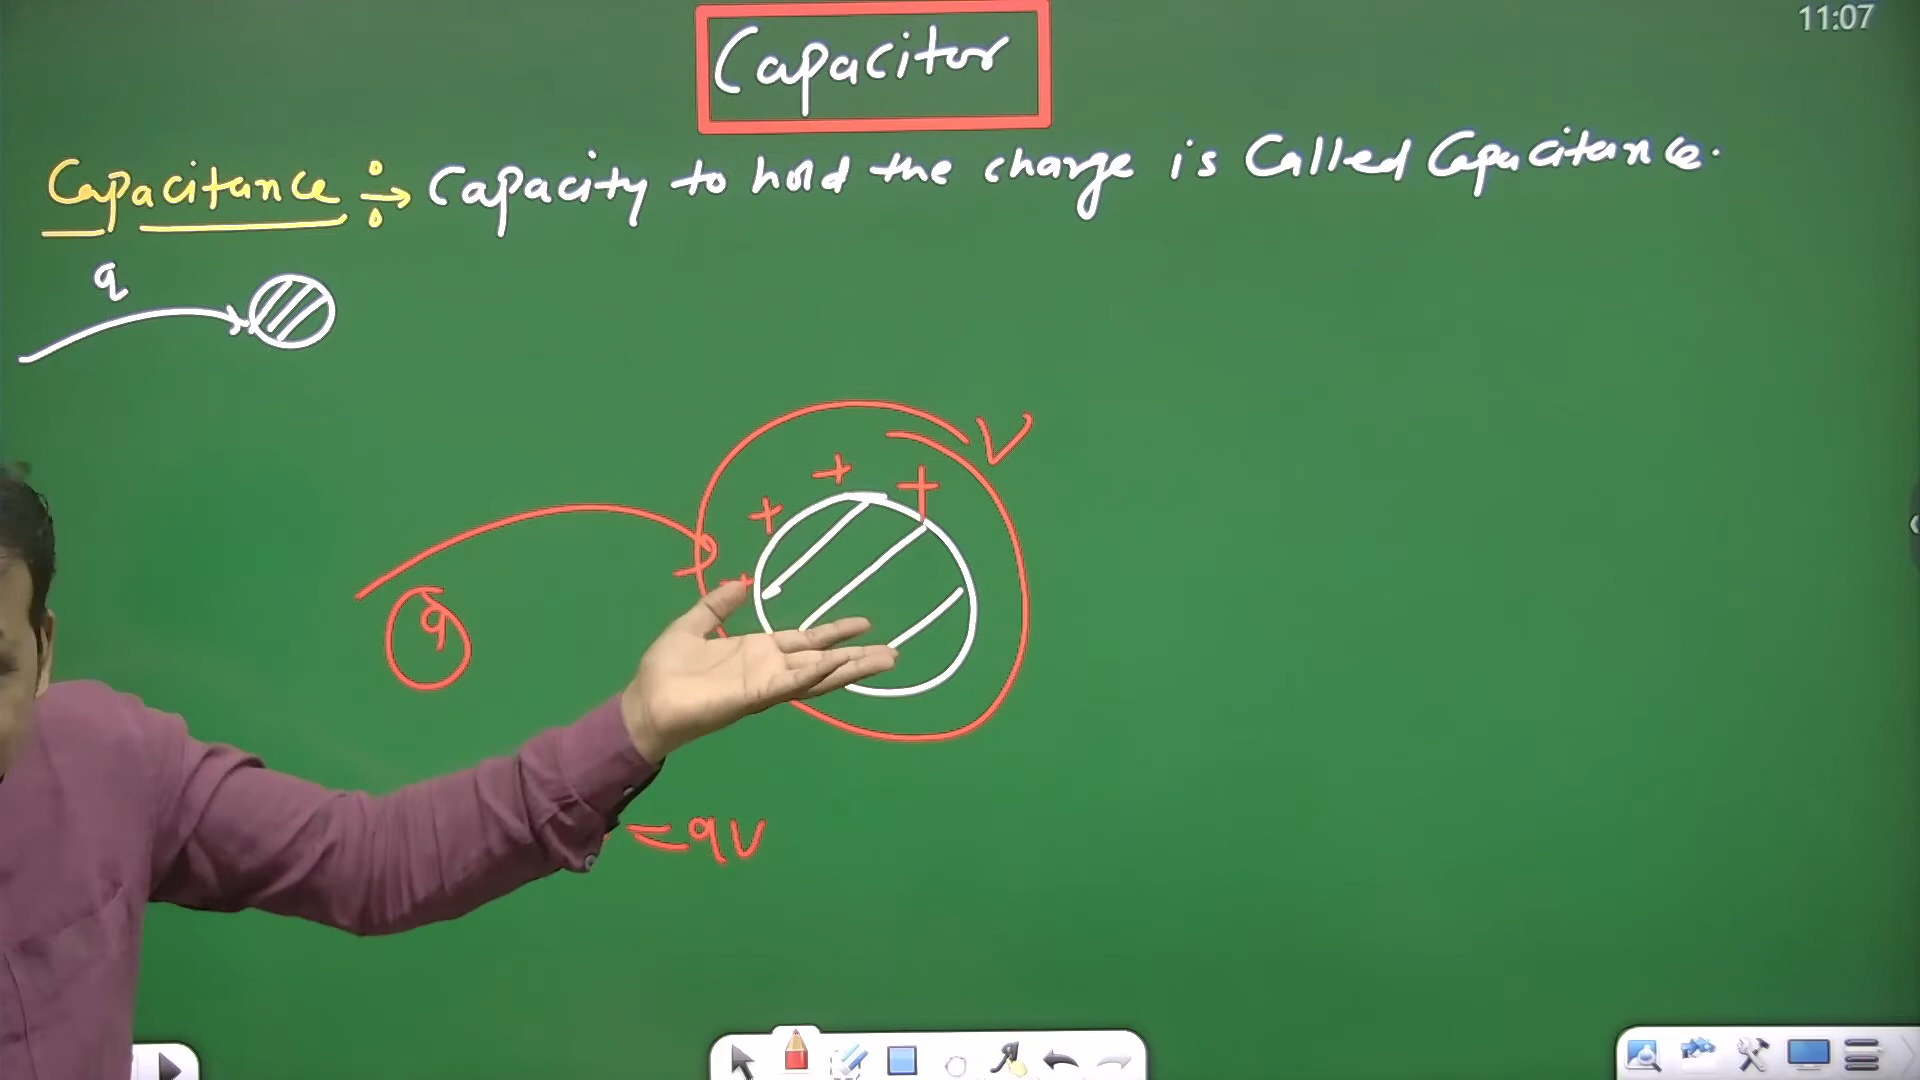 11:07
Capacitor
Capacitance ÷→ Capacity to hold the charge is Called Capacitance.
q
V
+ + +
q
= qV